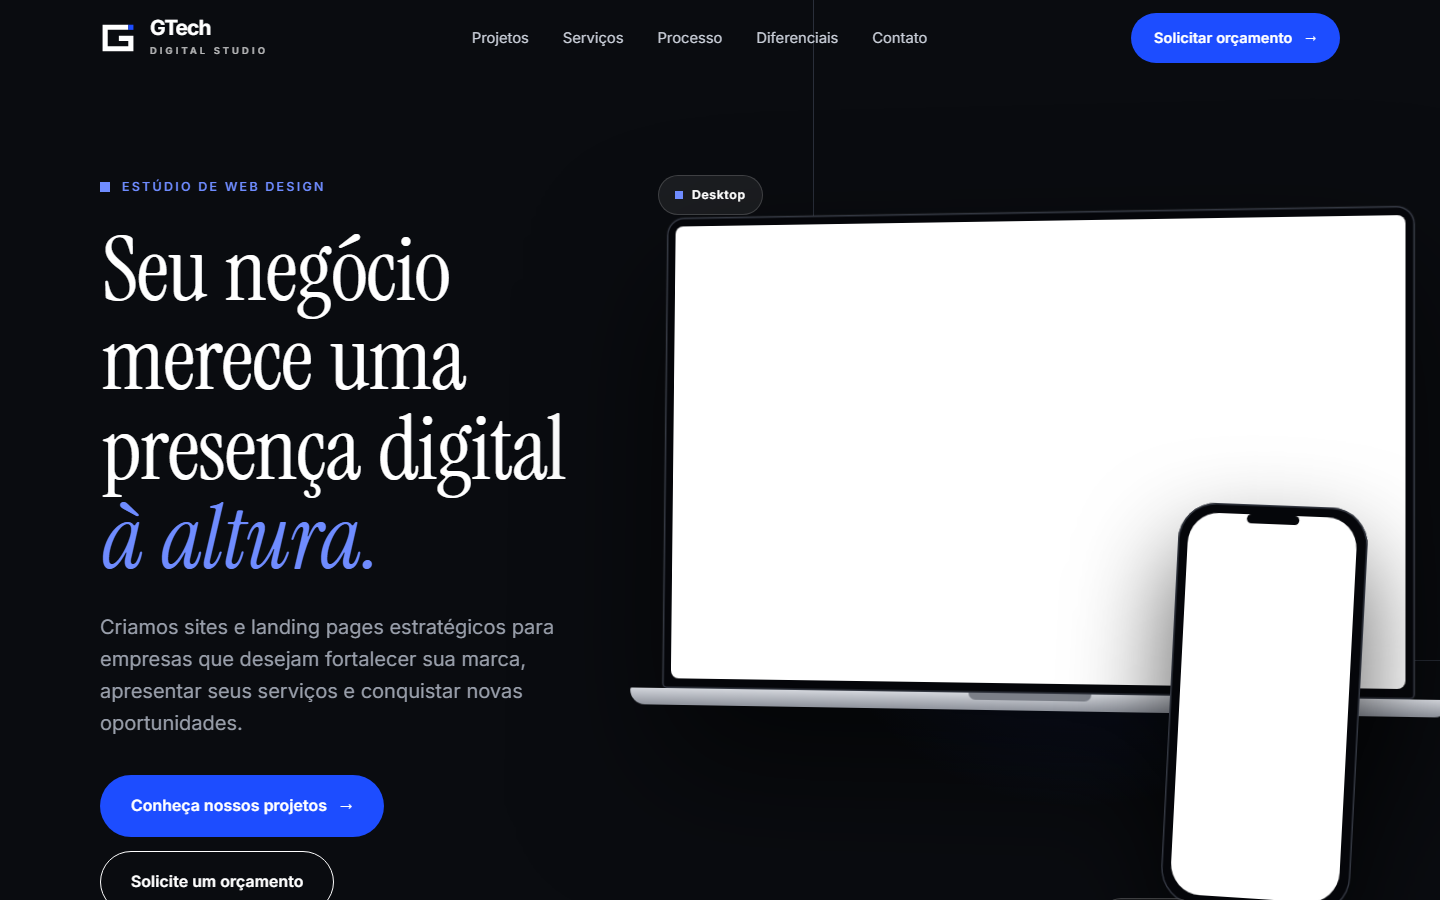 GTech
DIGITAL STUDIO
Projetos
Serviços
Processo
Diferenciais
Contato
Solicitar orçamento →
ESTÚDIO DE WEB DESIGN
Seu negócio
merece uma
presença digital
à altura.
Criamos sites e landing pages estratégicos para
empresas que desejam fortalecer sua marca,
apresentar seus serviços e conquistar novas
oportunidades.
Conheça nossos projetos →
Solicite um orçamento
Desktop